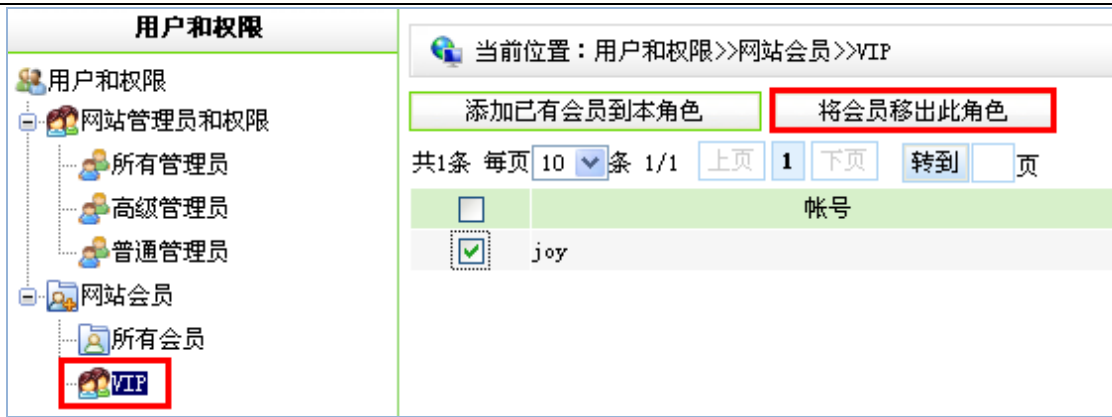 用户和权限
用户和权限
网站管理员和权限
所有管理员
高级管理员
普通管理员
网站会员
所有会员
VIP
当前位置：用户和权限>>网站会员>>VIP
添加已有会员到本角色 将会员移出此角色
共1条 每页 10 条 1/1 上页 1 下页 转到 页
帐号
joy